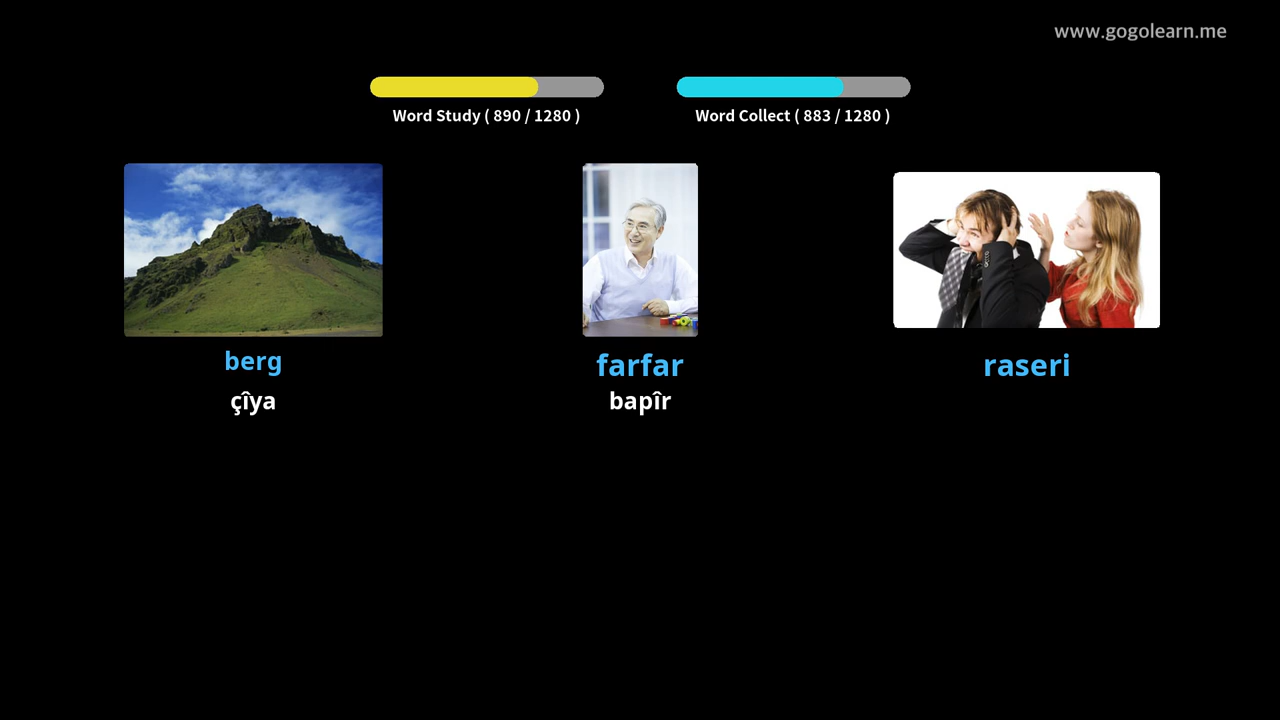 www.gogolearn.me
Word Study ( 890 / 1280 )
Word Collect ( 883 / 1280 )
berg
farfar
raseri
çîya
bapîr